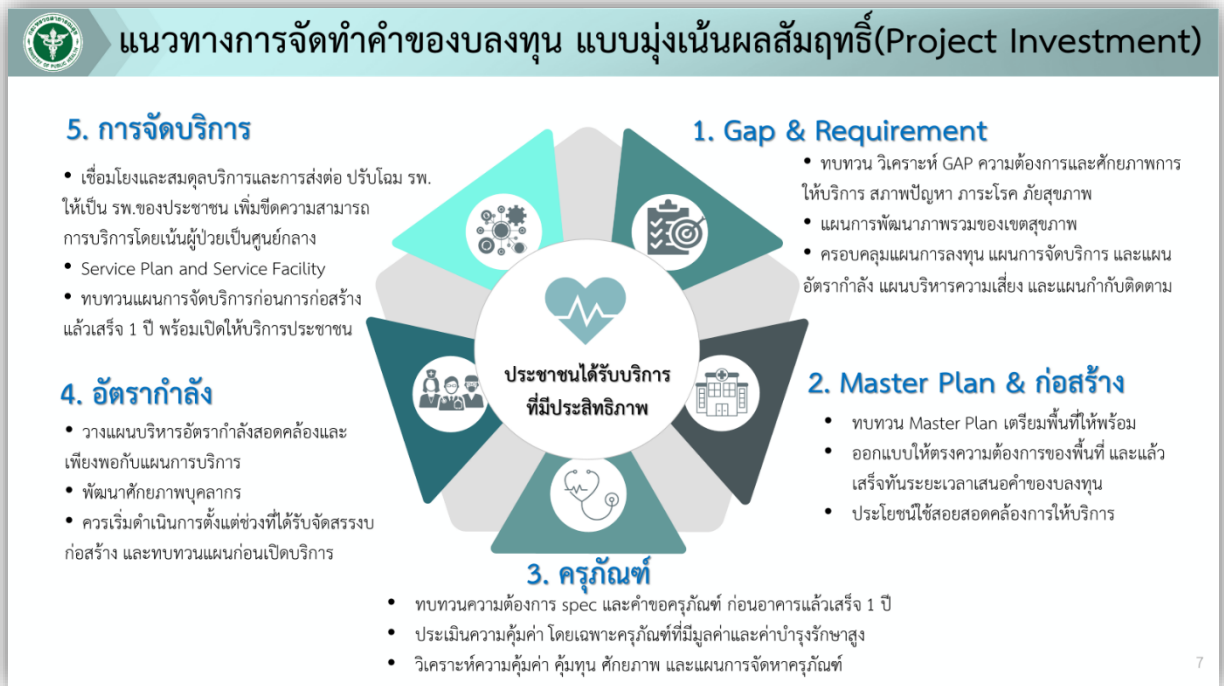 แนวทางการจัดทำคำของบลงทุน แบบมุ่งเน้นผลสัมฤทธิ์(Project Investment)
1. Gap & Requirement
• ทบทวน วิเคราะห์ GAP ความต้องการและศักยภาพการ
ให้บริการ สภาพปัญหา ภาระโรค ภัยสุขภาพ
• แผนการพัฒนาภาพรวมของเขตสุขภาพ
• ครอบคลุมแผนการลงทุน แผนการจัดบริการ และแผน
อัตรากำลัง แผนบริหารความเสี่ยง และแผนกำกับติดตาม
2. Master Plan & ก่อสร้าง
• ทบทวน Master Plan เตรียมพื้นที่ให้พร้อม
• ออกแบบให้ตรงความต้องการของพื้นที่ และแล้ว
เสร็จทันระยะเวลาเสนอคำของบลงทุน
• ประโยชน์ใช้สอยสอดคล้องการให้บริการ
3. ครุภัณฑ์
• ทบทวนความต้องการ spec และคำขอครุภัณฑ์ ก่อนอาคารแล้วเสร็จ 1 ปี
• ประเมินความคุ้มค่า โดยเฉพาะครุภัณฑ์ที่มีมูลค่าและค่าบำรุงรักษาสูง
• วิเคราะห์ความคุ้มค่า คุ้มทุน ศักยภาพ และแผนการจัดหาครุภัณฑ์
4. อัตรากำลัง
• วางแผนบริหารอัตรากำลังสอดคล้องและ
เพียงพอกับแผนการบริการ
• พัฒนาศักยภาพบุคลากร
• ควรเริ่มดำเนินการตั้งแต่ช่วงที่ได้รับจัดสรรงบ
ก่อสร้าง และทบทวนแผนก่อนเปิดบริการ
5. การจัดบริการ
• เชื่อมโยงและสมดุลบริการและการส่งต่อ ปรับโฉม รพ.
ให้เป็น รพ.ของประชาชน เพิ่มขีดความสามารถ
การบริการโดยเน้นผู้ป่วยเป็นศูนย์กลาง
• Service Plan and Service Facility
• ทบทวนแผนการจัดบริการก่อนการก่อสร้าง
แล้วเสร็จ 1 ปี พร้อมเปิดให้บริการประชาชน
ประชาชนได้รับบริการ
ที่มีประสิทธิภาพ
7